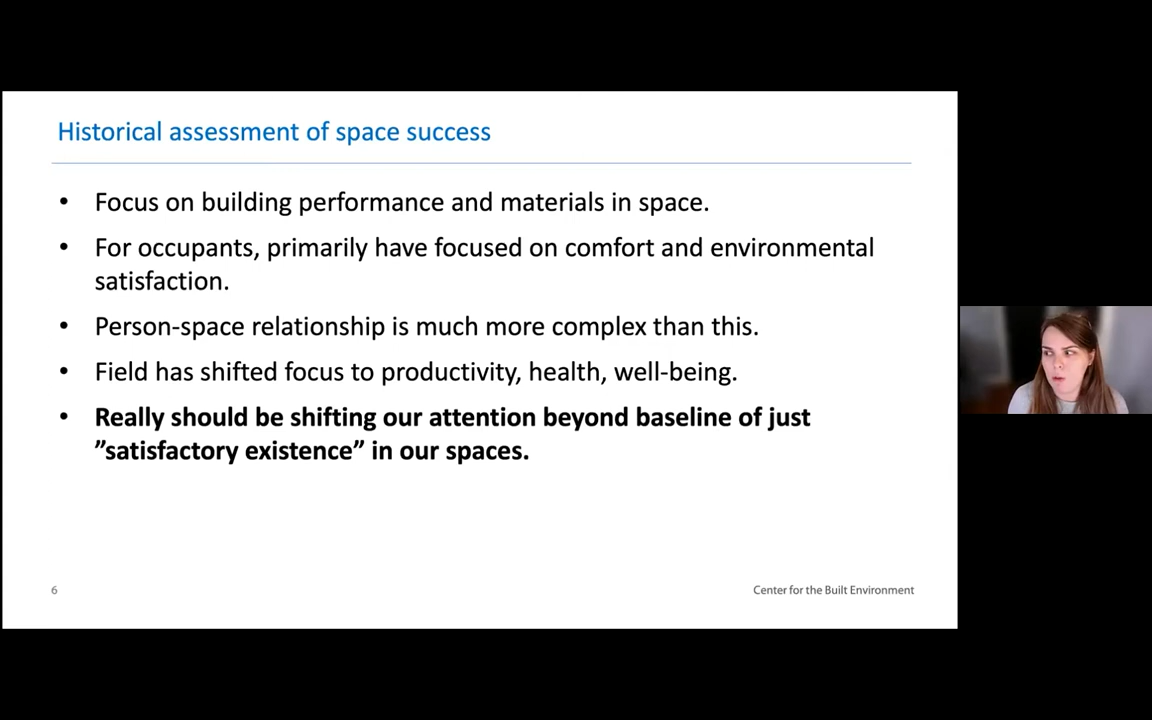 Historical assessment of space success
• Focus on building performance and materials in space.
• For occupants, primarily have focused on comfort and environmental
satisfaction.
• Person-space relationship is much more complex than this.
• Field has shifted focus to productivity, health, well-being.
• Really should be shifting our attention beyond baseline of just
”satisfactory existence” in our spaces.
6
Center for the Built Environment